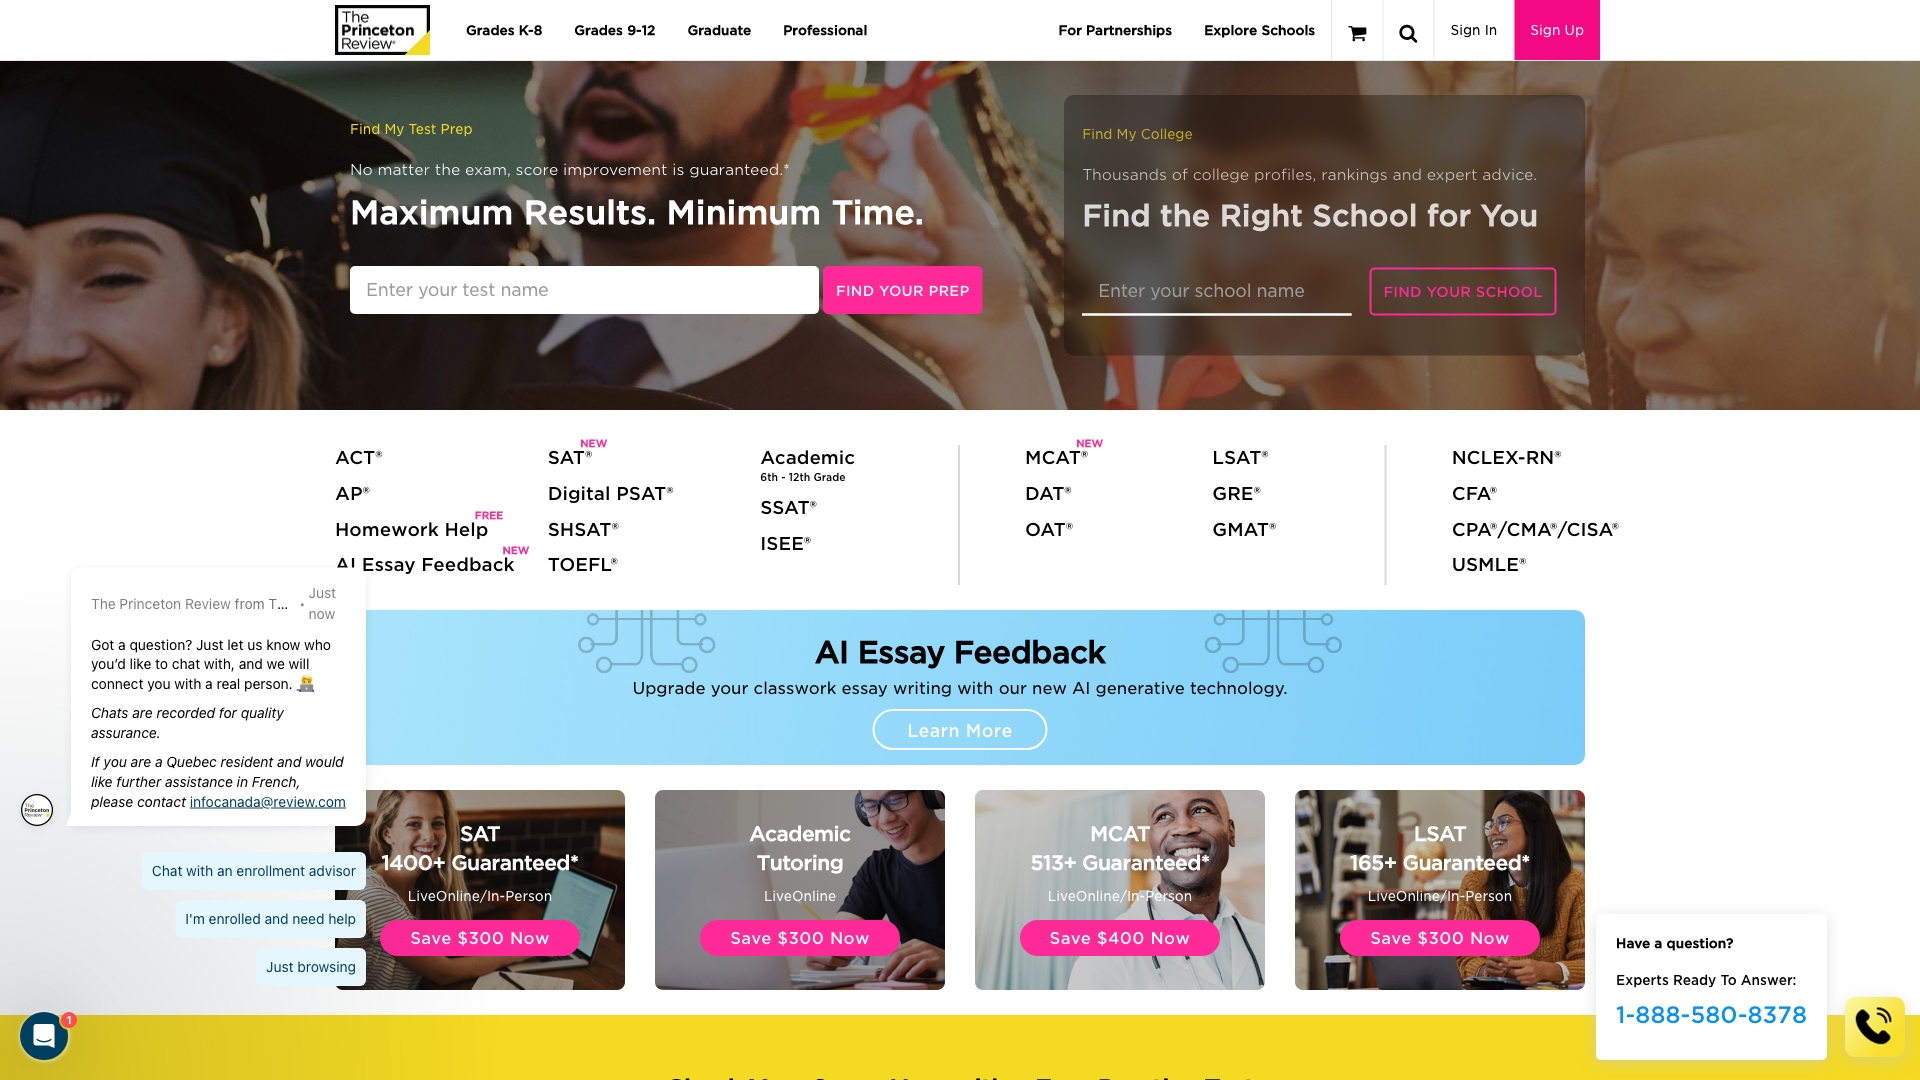 The
Princeton
Review®
Grades K-8
Grades 9-12
Graduate
Professional
For Partnerships
Explore Schools
Sign In
Sign Up
Find My Test Prep
No matter the exam, score improvement is guaranteed.*
Maximum Results. Minimum Time.
Enter your test name
FIND YOUR PREP
Find My College
Thousands of college profiles, rankings and expert advice.
Find the Right School for You
Enter your school name
FIND YOUR SCHOOL
ACT®
AP®
FREE
Homework Help
NEW
AI Essay Feedback
NEW
SAT®
Digital PSAT®
SHSAT®
TOEFL®
Academic
6th - 12th Grade
SSAT®
ISEE®
NEW
MCAT®
DAT®
OAT®
LSAT®
GRE®
GMAT®
NCLEX-RN®
CFA®
CPA®/CMA®/CISA®
USMLE®
The Princeton Review from T... • Just now
Got a question? Just let us know who
you'd like to chat with, and we will
connect you with a real person.
Chats are recorded for quality
assurance.
If you are a Quebec resident and would
like further assistance in French,
please contact infocanada@review.com
The
Princeton
Review
Chat with an enrollment advisor
I'm enrolled and need help
Just browsing
1
AI Essay Feedback
Upgrade your classwork essay writing with our new AI generative technology.
Learn More
SAT
1400+ Guaranteed*
LiveOnline/In-Person
Save $300 Now
Academic
Tutoring
LiveOnline
Save $300 Now
MCAT
513+ Guaranteed*
LiveOnline/In-Person
Save $400 Now
LSAT
165+ Guaranteed*
LiveOnline/In-Person
Save $300 Now
Have a question?
Experts Ready To Answer:
1-888-580-8378